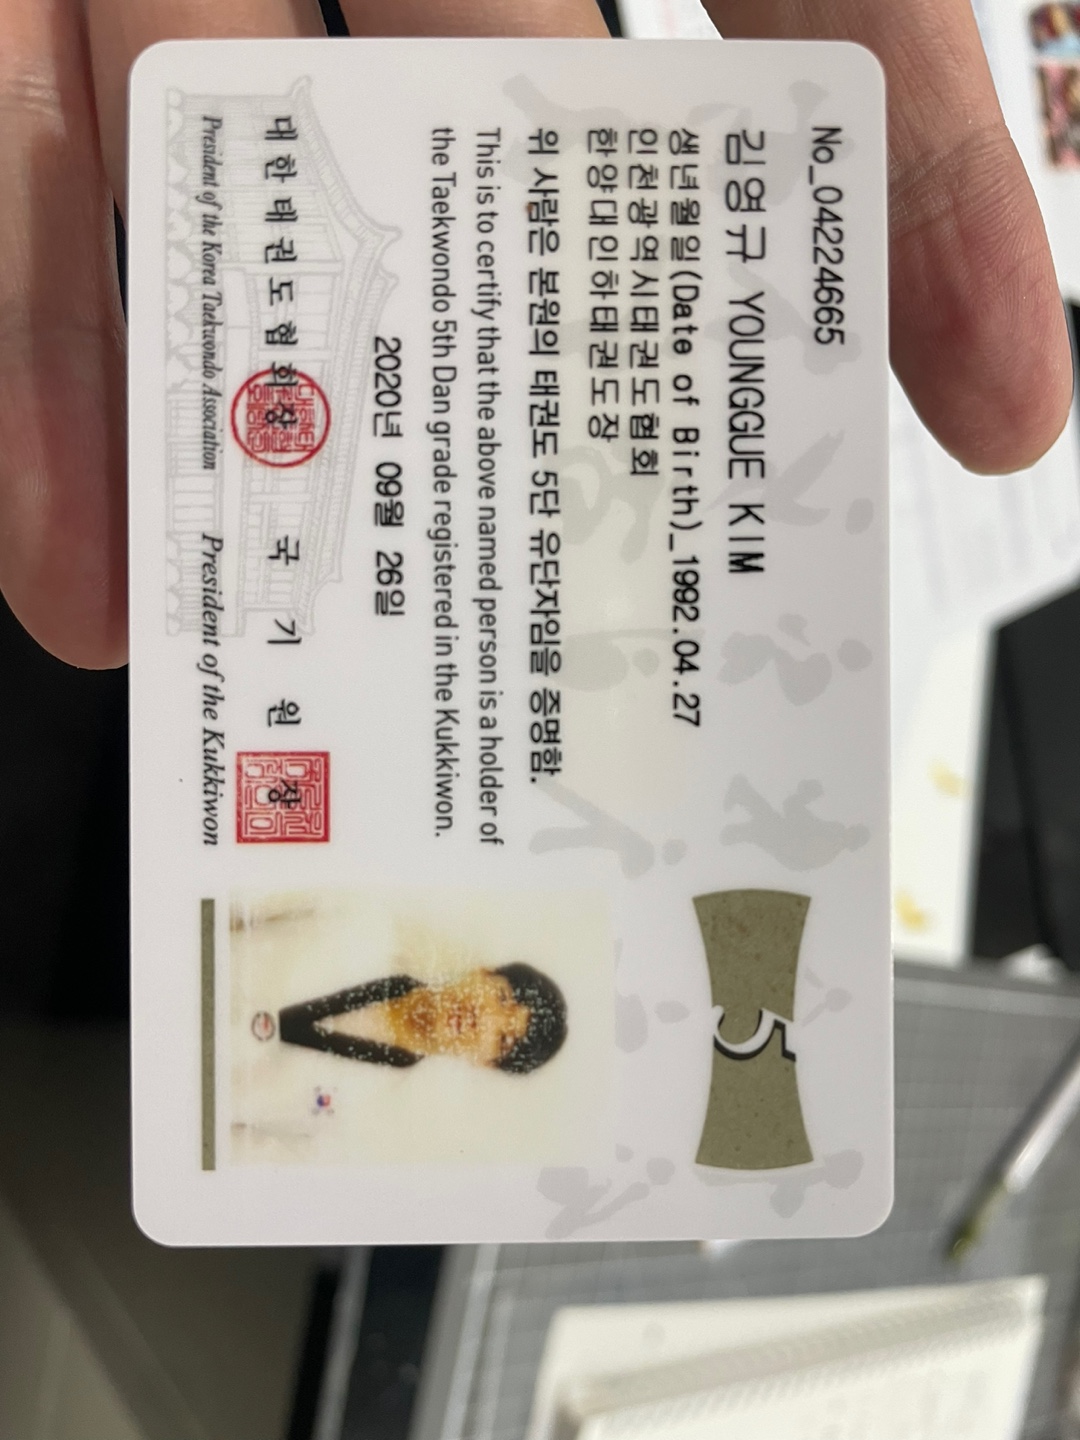 No_04224665
김영규 YOUNGGUE KIM
생년월일(Date of Birth)_1992.04.27
인천광역시태권도협회
한양대인하태권도장
위 사람은 본원의 태권도 5단 유단자임을 증명함.
This is to certify that the above named person is a holder of
the Taekwondo 5th Dan grade registered in the Kukkiwon.
2020년 09월 26일
대한태권도협회장 국기원장
President of the Korea Taekwondo Association President of the Kukkiwon
5